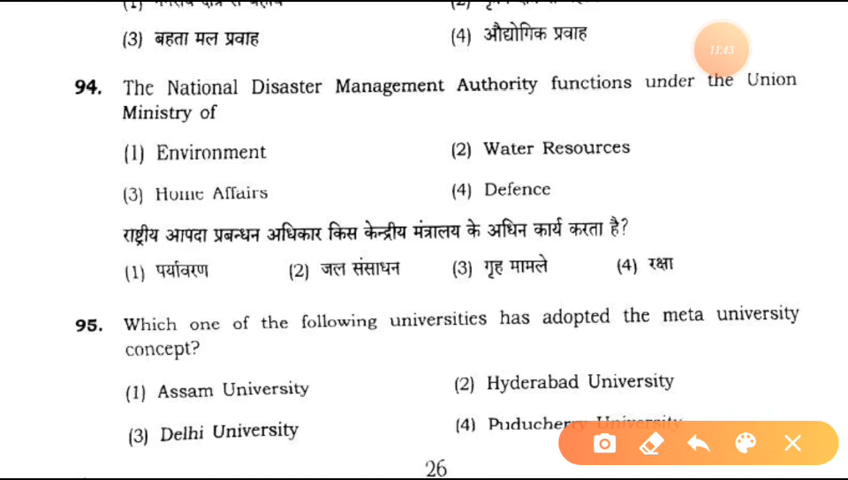 (3) बहता मल प्रवाह (4) औद्योगिक प्रवाह
11:43
94. The National Disaster Management Authority functions under the Union
Ministry of
(1) Environment (2) Water Resources
(3) Home Affairs (4) Defence
राष्ट्रीय आपदा प्रबन्धन अधिकार किस केन्द्रीय मंत्रालय के अधिन कार्य करता है?
(1) पर्यावरण (2) जल संसाधन (3) गृह मामले (4) रक्षा
95. Which one of the following universities has adopted the meta university
concept?
(1) Assam University (2) Hyderabad University
(3) Delhi University (4) Puducherry University
26